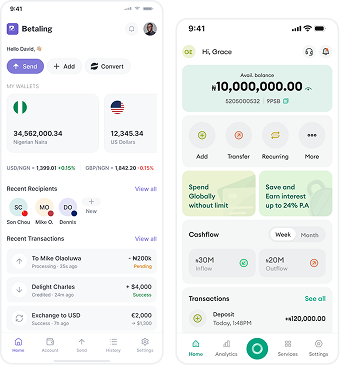 9:41
Betaling
Hello David, 👋
Send
Add
Convert
MY WALLETS
34,562,000.34
Nigerian Naira
12,345.34
US Dollars
USD/NGN = 1,399.01 +0.15%
GBP/NGN = 1,842.20 -0.15%
Recent Recipients
View all
SC
MO
DO
+
Son Chou
Mike O.
Dennis
New
Recent Transactions
View all
To Mike Olaoluwa
- ₦200k
Processing · 35s ago
Pending
Delight Charles
+ $4,000
Credited · 24m ago
Success
Exchange to USD
€2,000
Success · 7h ago
→ $1,300
Home
Account
Send
History
Settings
9:41
OE
Hi, Grace
Avail. balance
₦10,000,000.00
5205000532
9PSB
Add
Transfer
Recurring
More
Spend
Globally
without limit
Save and
Earn interest
up to 24% P.A
Cashflow
Week
Month
₦30M
Inflow
₦20M
Outflow
Transactions
See all
Deposit
Today, 1:48PM
+₦120,000.00
Home
Analytics
Services
Settings